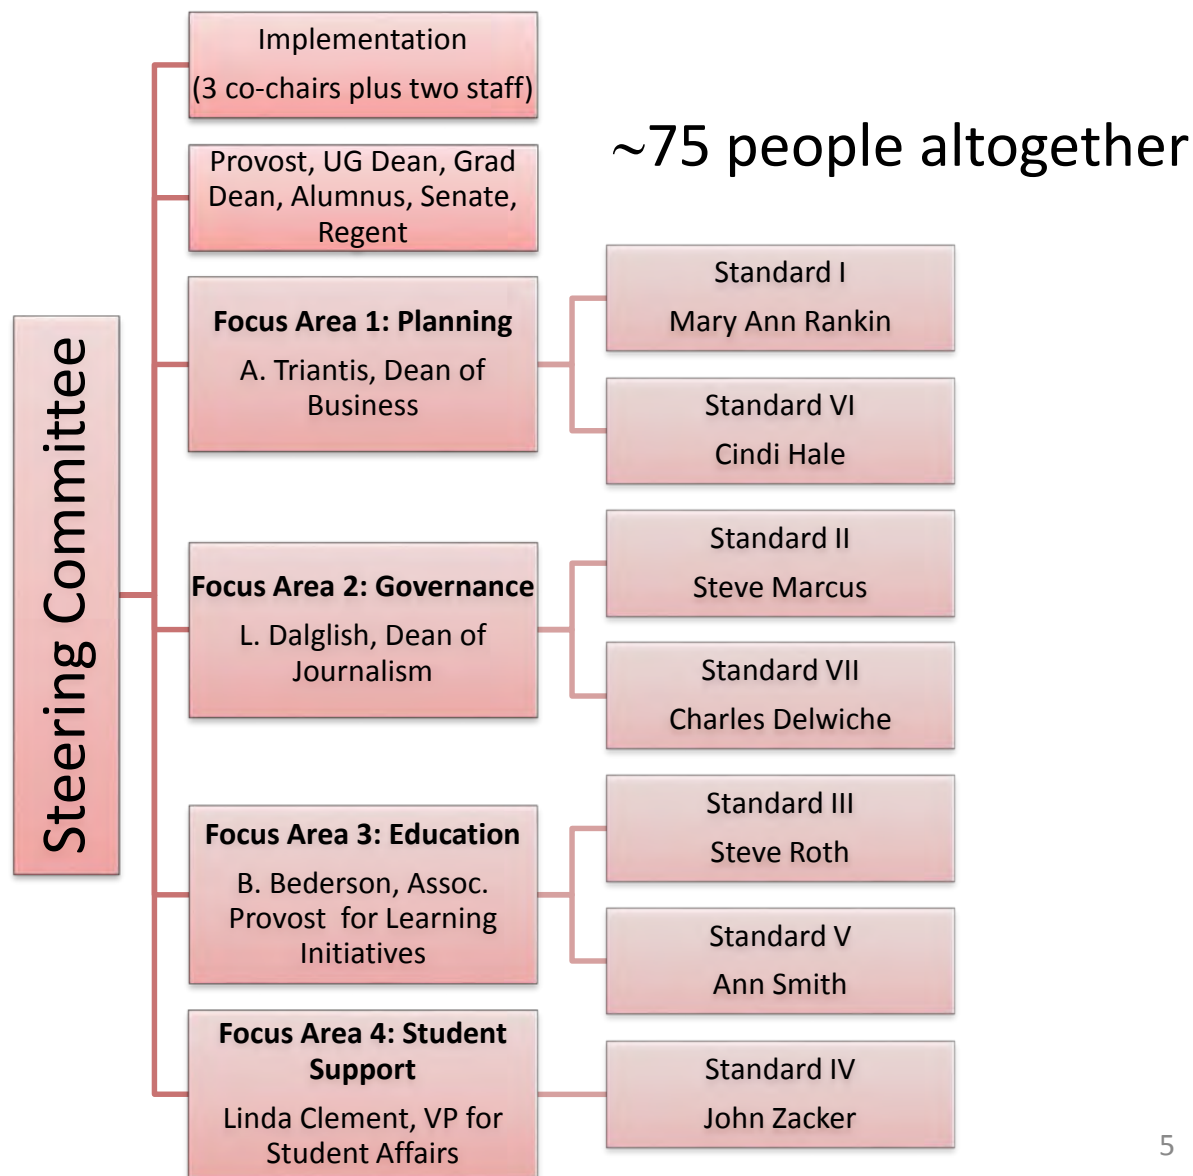 Steering Committee
Implementation
(3 co-chairs plus two staff)
~75 people altogether
Provost, UG Dean, Grad
Dean, Alumnus, Senate,
Regent
Focus Area 1: Planning
A. Triantis, Dean of
Business
Standard I
Mary Ann Rankin
Standard VI
Cindi Hale
Focus Area 2: Governance
L. Dalglish, Dean of
Journalism
Standard II
Steve Marcus
Standard VII
Charles Delwiche
Focus Area 3: Education
B. Bederson, Assoc.
Provost for Learning
Initiatives
Standard III
Steve Roth
Standard V
Ann Smith
Focus Area 4: Student
Support
Linda Clement, VP for
Student Affairs
Standard IV
John Zacker
5